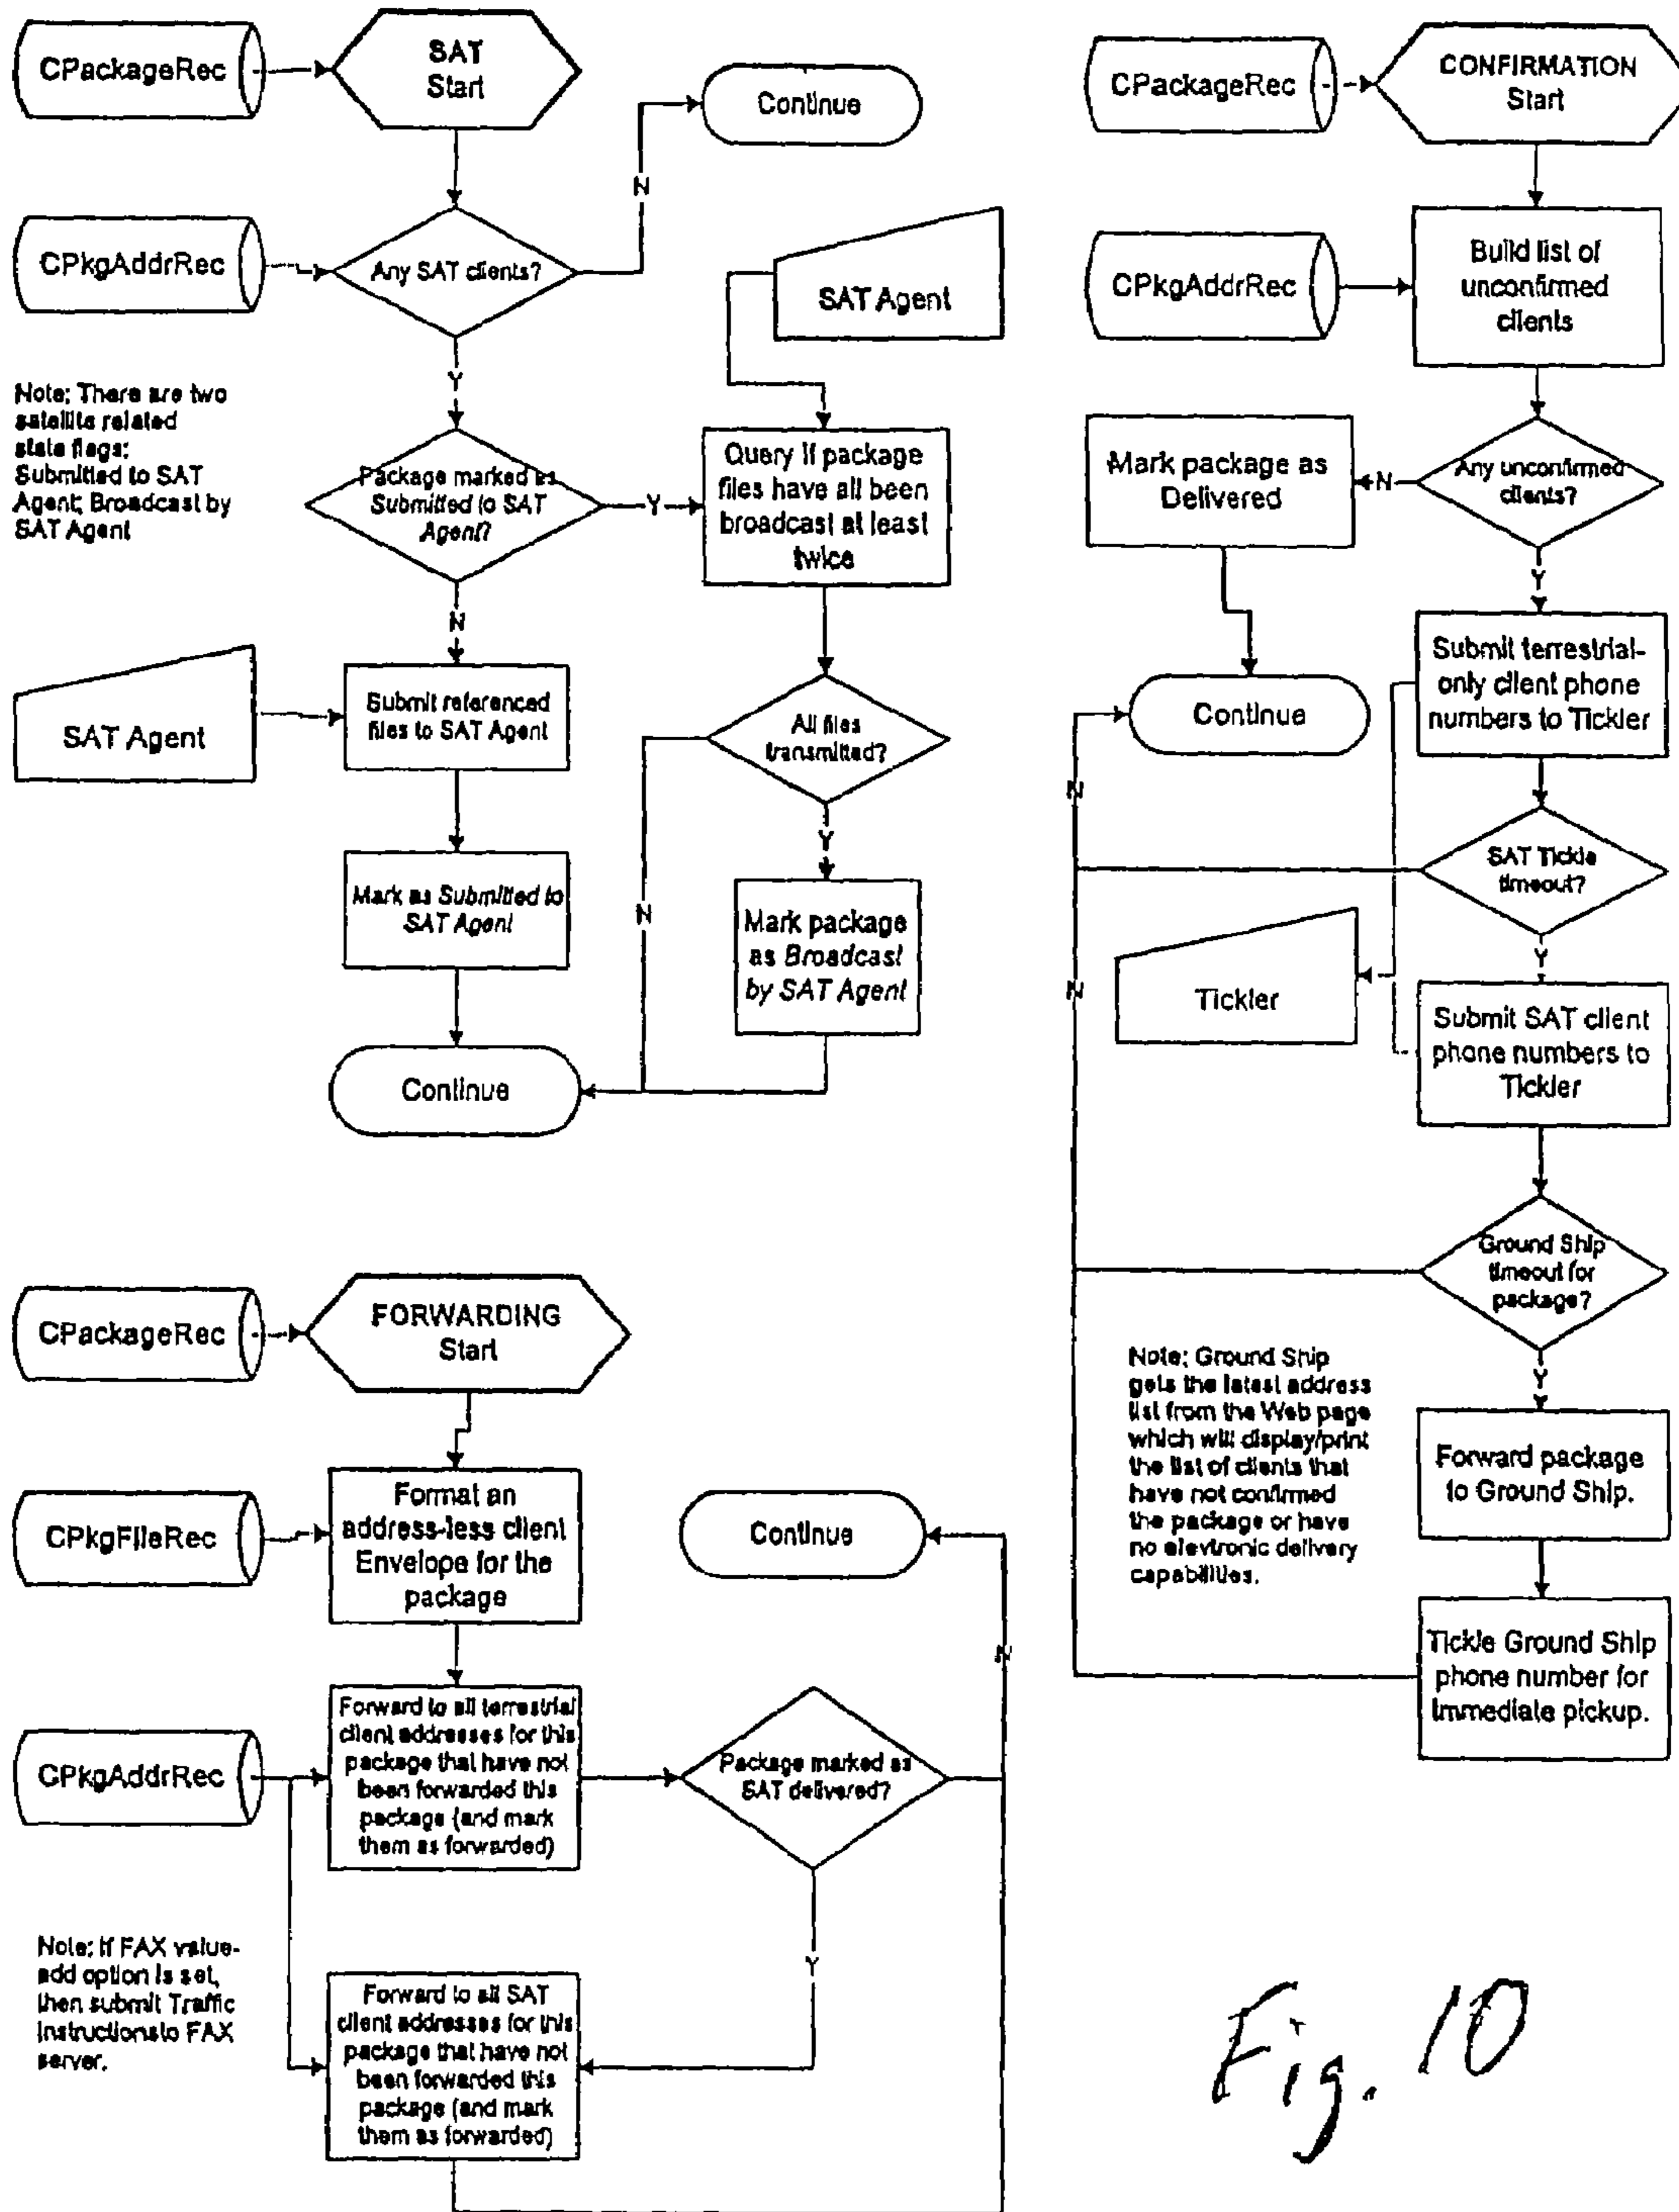 CPackageRec
SAT
Start
Continue
N
CPkgAddrRec
Any SAT clients?
SAT Agent
Y
Note: There are two
satellite related
state flags:
Submitted to SAT
Agent; Broadcast by
SAT Agent
Package marked as
Submitted to SAT
Agent?
Y
Query if package
files have all been
broadcast at least
twice
N
SAT Agent
Submit referenced
files to SAT Agent
All files
transmitted?
Y
N
Mark as Submitted to
SAT Agent
Mark package
as Broadcast
by SAT Agent
Continue
CPackageRec
CONFIRMATION
Start
CPkgAddrRec
Build list of
unconfirmed
clients
Mark package as
Delivered
N
Any unconfirmed
clients?
Y
Continue
Submit terrestrial-
only client phone
numbers to Tickler
N
SAT Tickle
timeout?
Y
N
Tickler
Submit SAT client
phone numbers to
Tickler
Ground Ship
timeout for
package?
Y
Note: Ground Ship
gets the latest address
list from the Web page
which will display/print
the list of clients that
have not confirmed
the package or have
no elevtronic delivery
capabilities.
Forward package
to Ground Ship.
Tickle Ground Ship
phone number for
immediate pickup.
CPackageRec
FORWARDING
Start
CPkgFileRec
Format an
address-less client
Envelope for the
package
Continue
N
CPkgAddrRec
Forward to all terrestrial
client addresses for this
package that have not
been forwarded this
package (and mark
them as forwarded)
Package marked as
SAT delivered?
Y
Note: If FAX value-
add option is set,
then submit Traffic
Instructionsto FAX
server.
Forward to all SAT
client addresses for this
package that have not
been forwarded this
package (and mark
them as forwarded)
Fig. 10